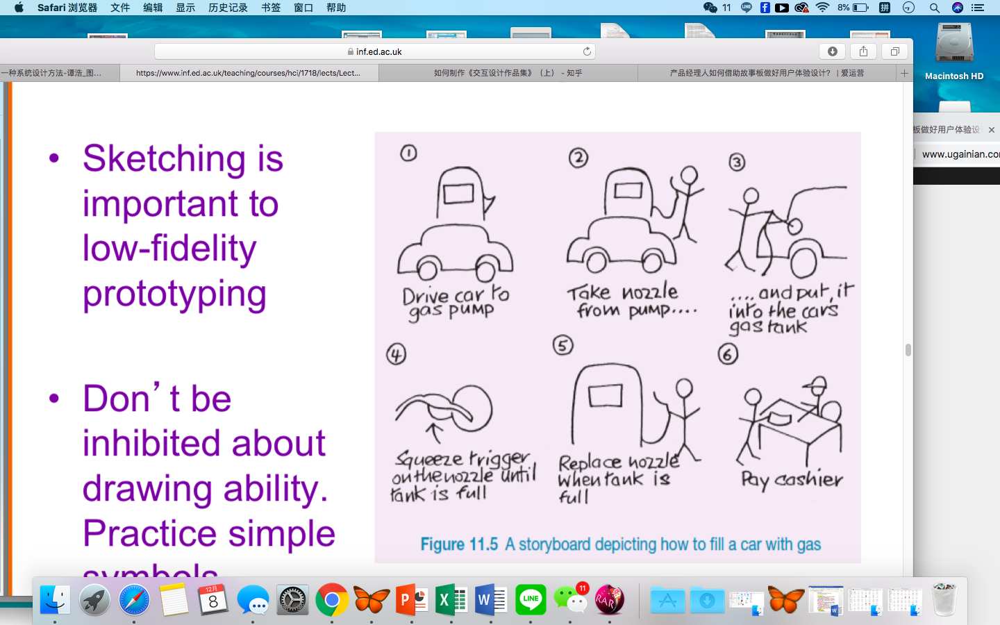 Safari 浏览器 文件 编辑 显示 历史记录 书签 窗口 帮助
11
8%
拼
inf.ed.ac.uk
Macintosh HD
一种系统设计方法-谭浩_图...
https://www.inf.ed.ac.uk/teaching/courses/hci/1718/lects/Lect...
如何制作《交互设计作品集》（上） - 知乎
产品经理人如何借助故事板做好用户体验设计？ | 爱运营
板做好用户体验设
www.ugainian.co
• Sketching is
important to
low-fidelity
prototyping
• Don't be
inhibited about
drawing ability.
Practice simple
symbols
1
Drive car to
gas pump
2
Take nozzle
from pump....
3
.... and put, it
into the cars
gas tank
4
Squeeze trigger
on the nozzle until
tank is full
5
Replace nozzle
when tank is
full
6
Pay cashier
Figure 11.5 A storyboard depicting how to fill a car with gas
12月
8
P
X
W
LINE
11
RAR